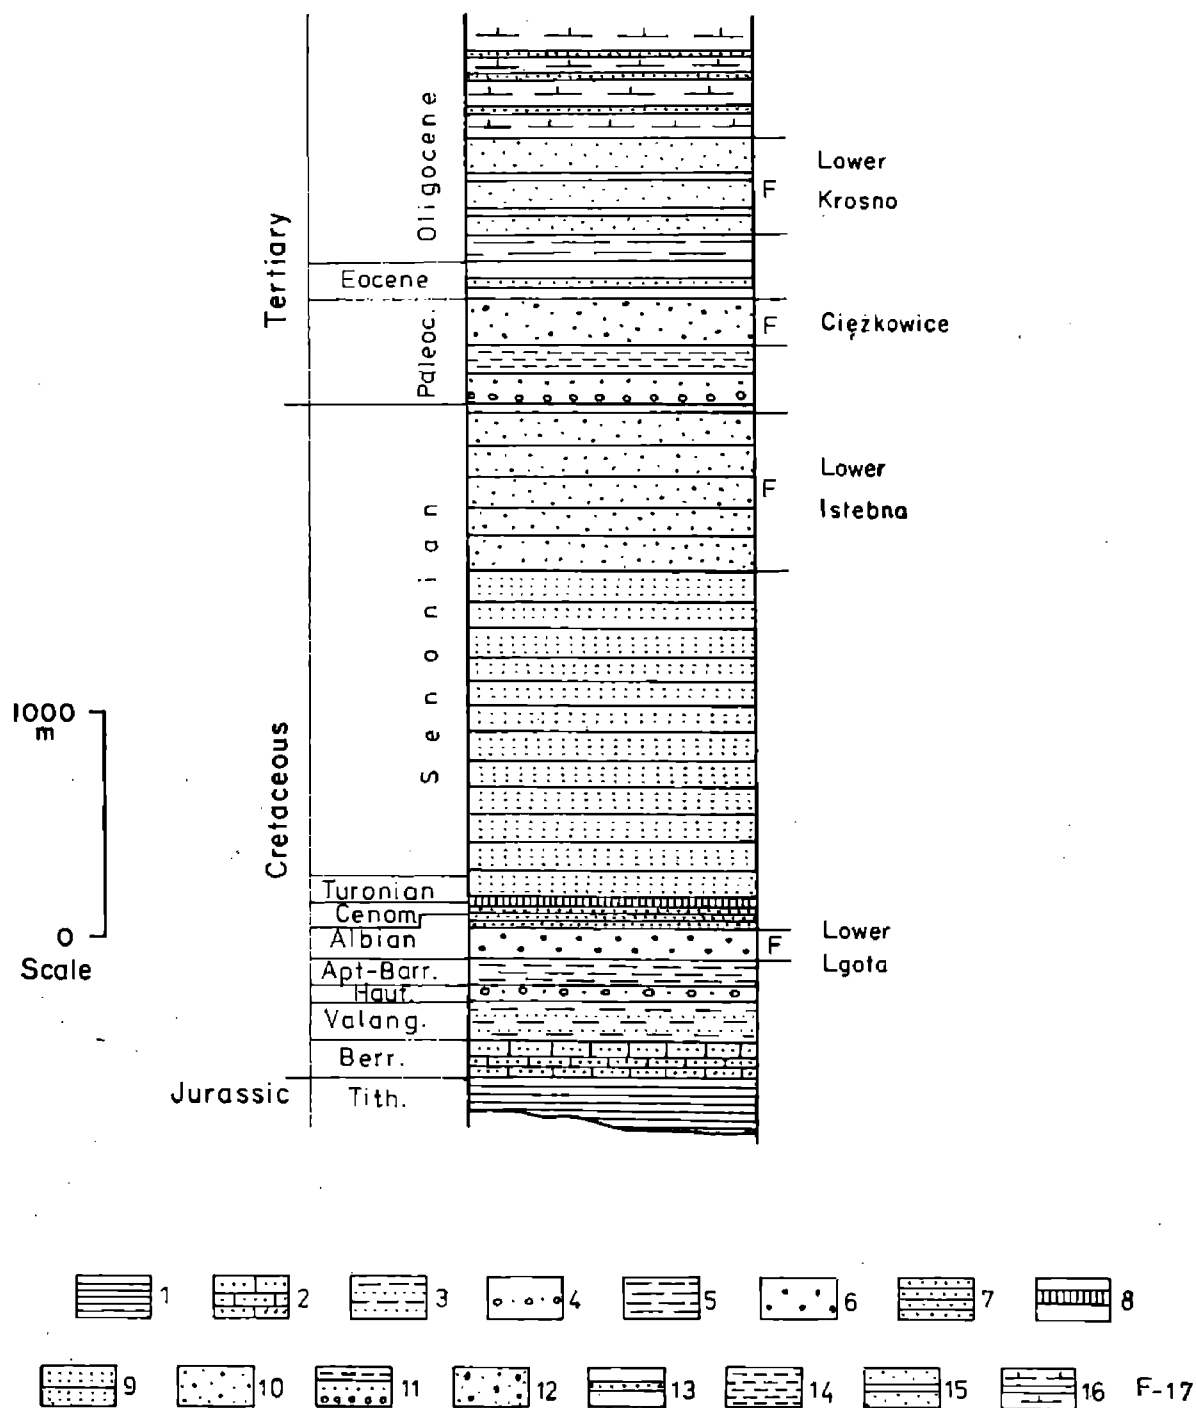 Oligocene
Lower
Krosno
F
Tertiary
Eocene
Paleoc.
F
Ciężkowice
Senonian
F
Lower
Istebna
1000
m
0
Scale
Cretaceous
Turonian
Cenom
Albian
F
Lower
Lgota
Apt-Barr.
Haut.
Valang.
Berr.
Jurassic
Tith.
1 2 3 4 5 6 7 8
9 10 11 12 13 14 15 16 F-17